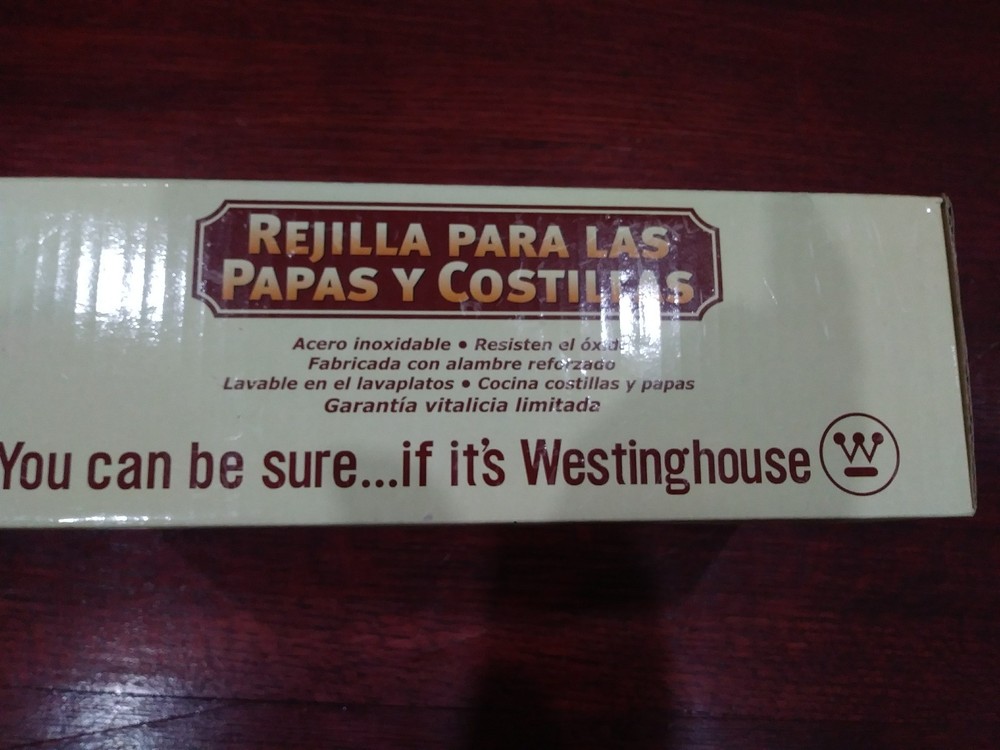 REJILLA PARA LAS
PAPAS Y COSTILLAS
Acero inoxidable • Resisten el óxido
Fabricada con alambre reforzado
Lavable en el lavaplatos • Cocina costillas y papas
Garantía vitalicia limitada
You can be sure...if it's Westinghouse W